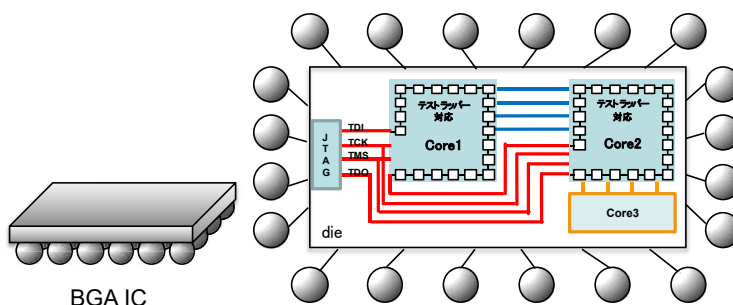 テストラッパー
対応
Core1
テストラッパー
対応
Core2
J
T
A
G
TDI
TCK
TMS
TDO
Core3
die
BGA IC